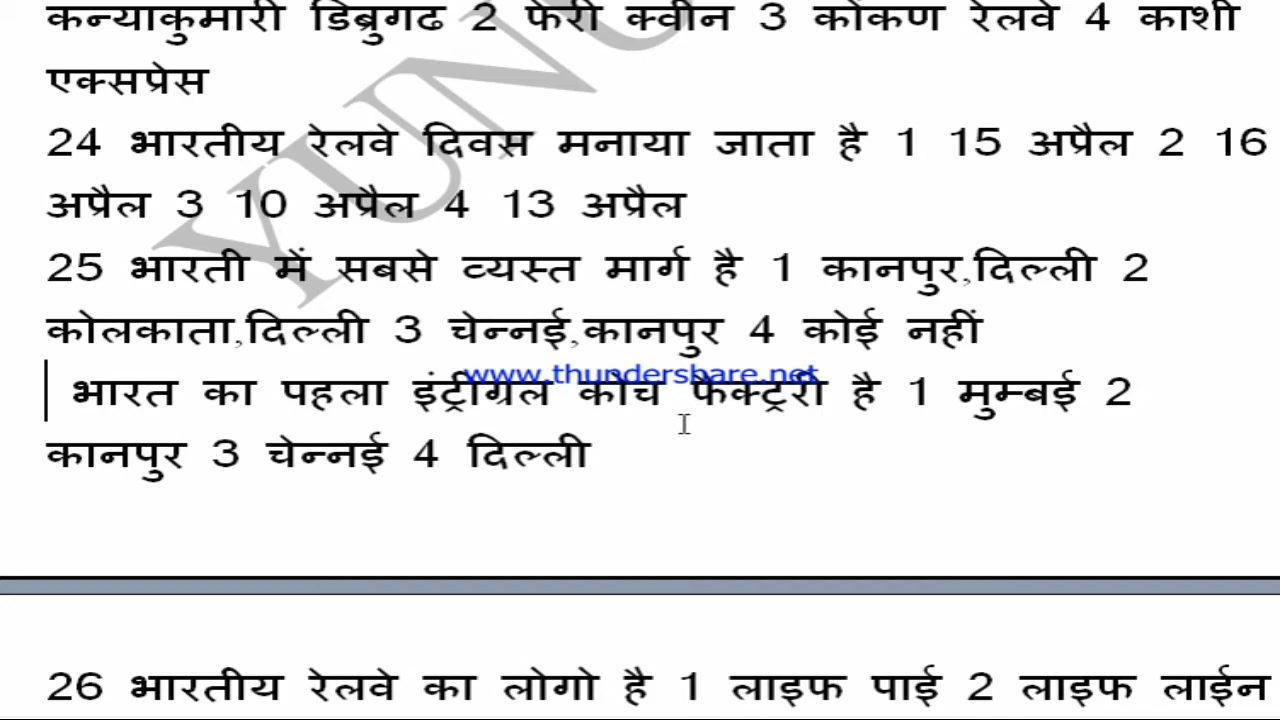 कन्याकुमारी डिब्रुगढ 2 फेरी क्वीन 3 कोंकण रेलवे 4 काशी
एक्सप्रेस
24 भारतीय रेलवे दिवस मनाया जाता है 1 15 अप्रैल 2 16
अप्रैल 3 10 अप्रैल 4 13 अप्रैल
25 भारती में सबसे व्यस्त मार्ग है 1 कानपुर,दिल्ली 2
कोलकाता,दिल्ली 3 चेन्नई,कानपुर 4 कोई नहीं
www.thundershare.net
भारत का पहला इंट्रीग्रल कोच फैक्ट्ररी है 1 मुम्बई 2
कानपुर 3 चेन्नई 4 दिल्ली
26 भारतीय रेलवे का लोगो है 1 लाइफ पाई 2 लाइफ लाईन